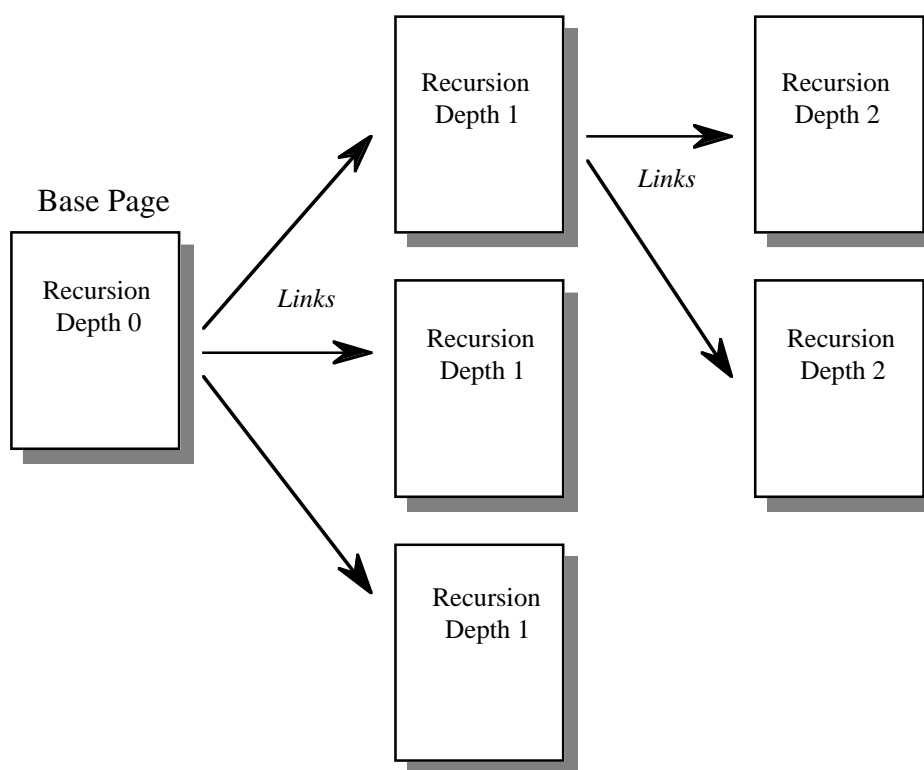 Base Page
Recursion
Depth 0
Links
Recursion
Depth 1
Recursion
Depth 1
Recursion
Depth 1
Links
Recursion
Depth 2
Recursion
Depth 2